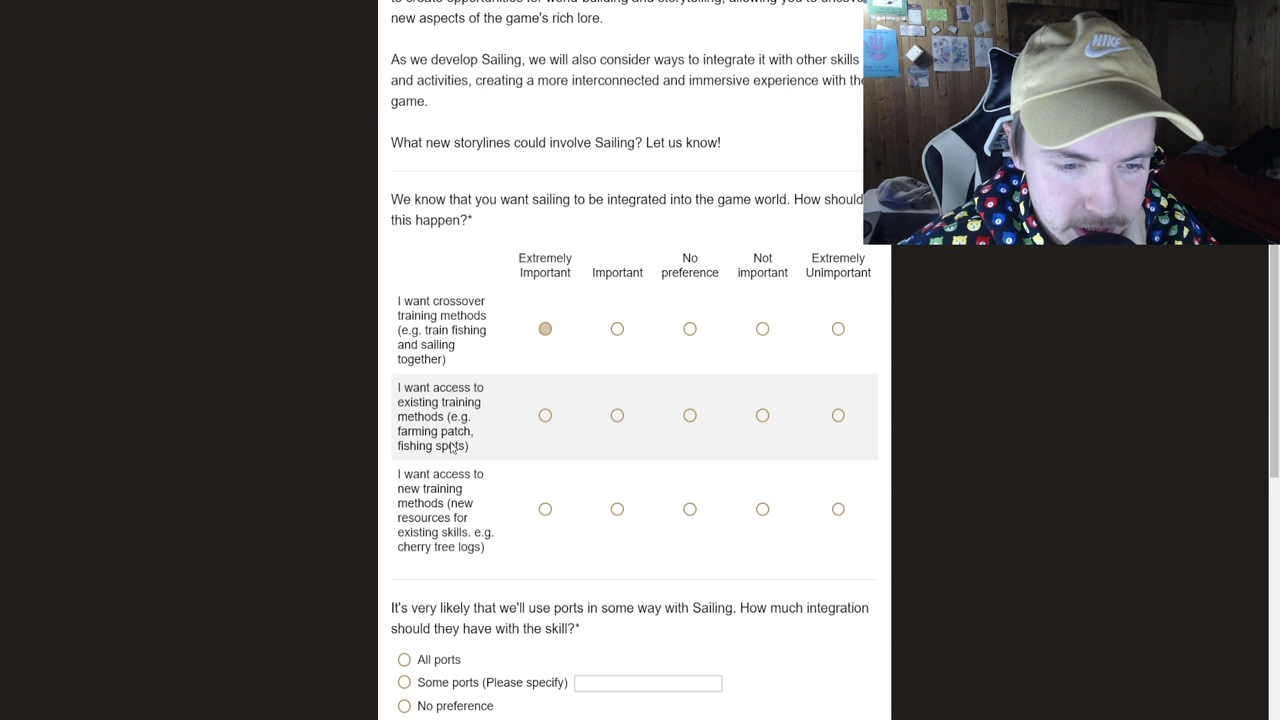 new aspects of the game's rich lore.
NIKE
As we develop Sailing, we will also consider ways to integrate it with other skills
and activities, creating a more interconnected and immersive experience with the
game.
What new storylines could involve Sailing? Let us know!
We know that you want sailing to be integrated into the game world. How should
this happen?*
Extremely Important
Important
No preference
Not important
Extremely Unimportant
I want crossover
training methods
(e.g. train fishing
and sailing
together)
I want access to
existing training
methods (e.g.
farming patch,
fishing spots)
I want access to
new training
methods (new
resources for
existing skills. e.g.
cherry tree logs)
It's very likely that we'll use ports in some way with Sailing. How much integration
should they have with the skill?*
All ports
Some ports (Please specify)
No preference